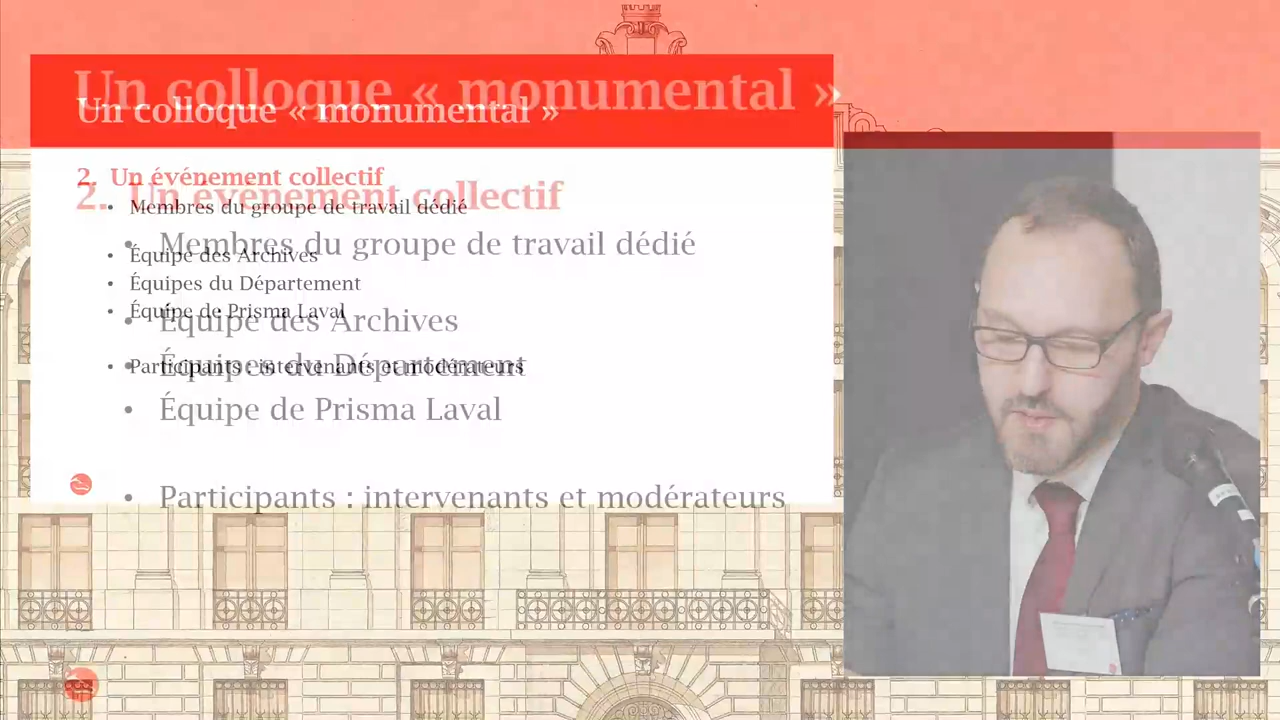 Un colloque « monumental »
Un colloque « monumental »
2. Un événement collectif
2. Un événement collectif
• Membres du groupe de travail dédié
• Membres du groupe de travail dédié
• Équipe des Archives
• Équipes du Département
• Équipe de Prisma Laval
• Équipe des Archives
• Participants : intervenants et modérateurs
• Équipes du Département
• Équipe de Prisma Laval
• Participants : intervenants et modérateurs